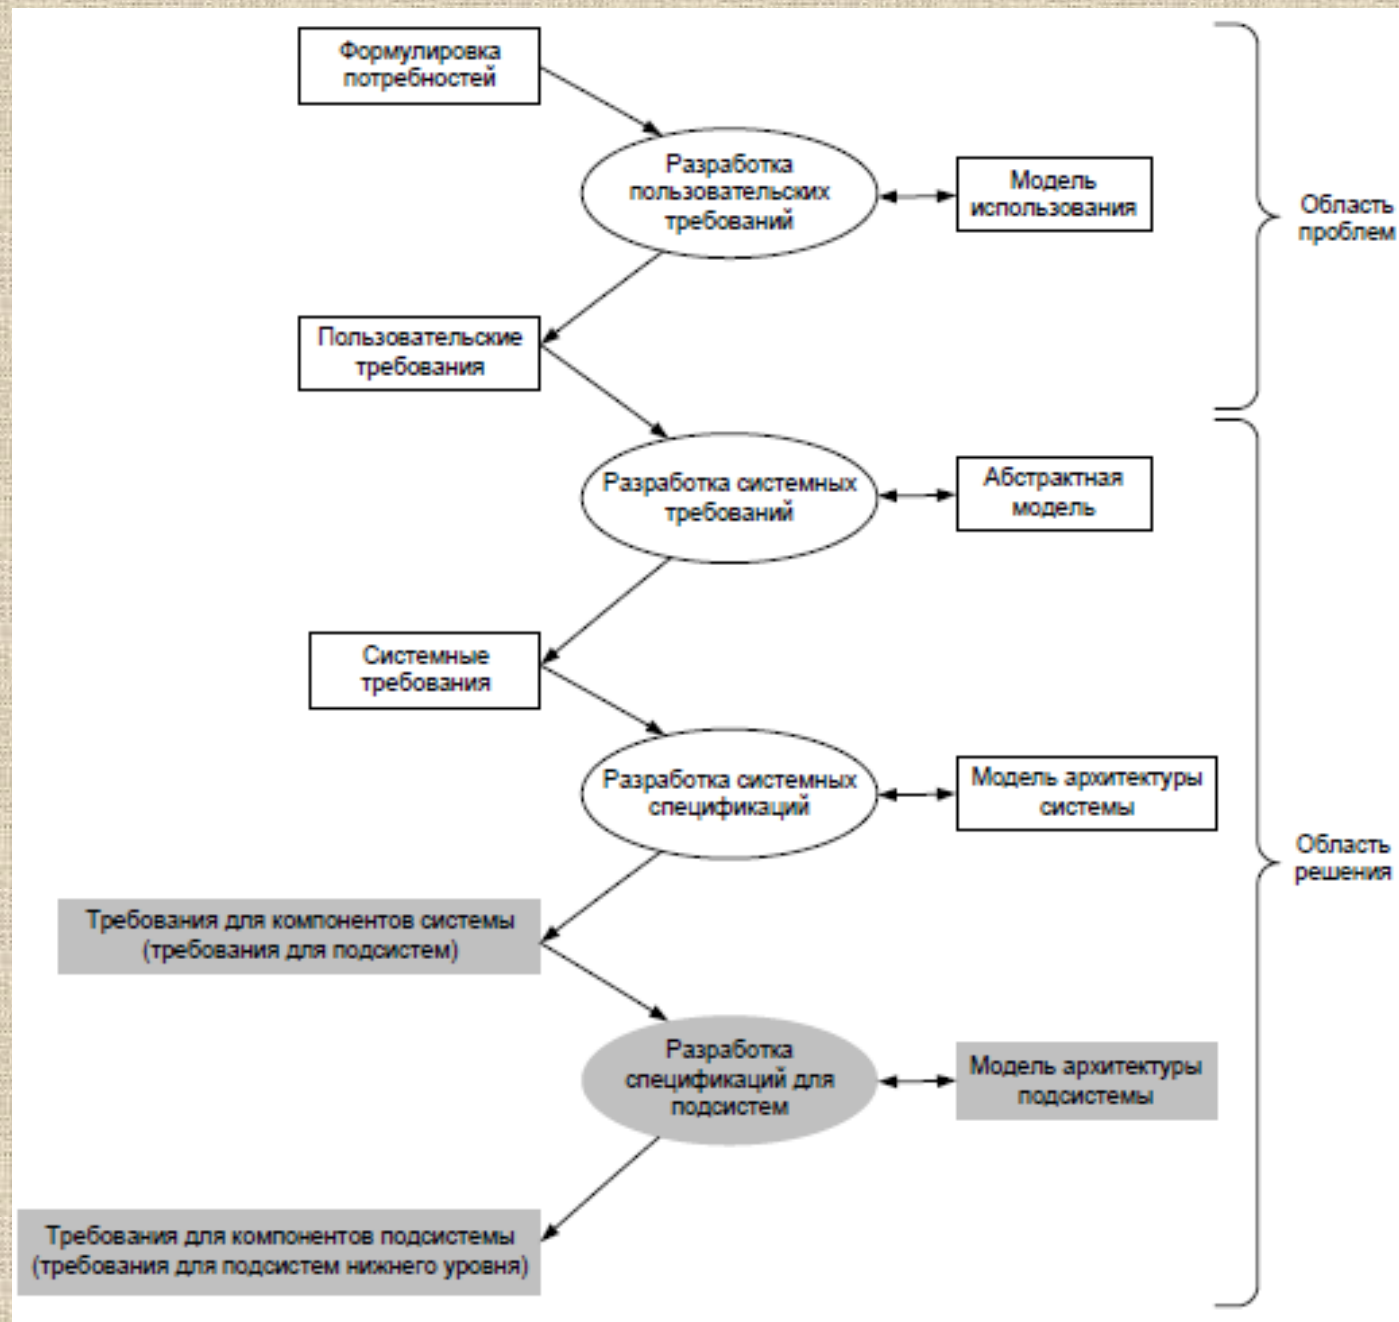 Формулировка
потребностей
Разработка
пользовательских
требований
Модель
использования
Область
проблем
Пользовательские
требования
Разработка системных
требований
Абстрактная
модель
Системные
требования
Разработка системных
спецификаций
Модель архитектуры
системы
Область
решения
Требования для компонентов системы
(требования для подсистем)
Разработка
спецификаций для
подсистем
Модель архитектуры
подсистемы
Требования для компонентов подсистемы
(требования для подсистем нижнего уровня)